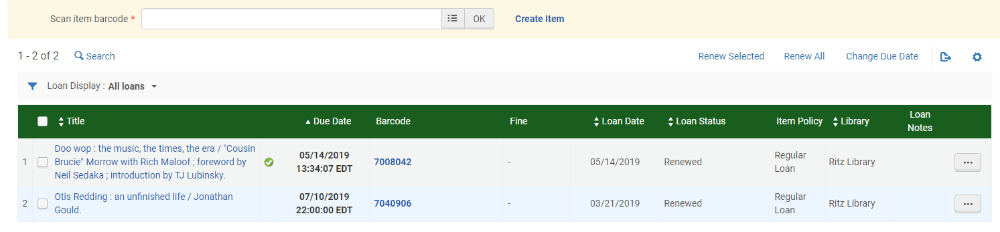 Scan item barcode * OK Create Item
1 - 2 of 2 Search Renew Selected Renew All Change Due Date
Loan Display : All loans
Title Due Date Barcode Fine Loan Date Loan Status Item Policy Library Loan Notes
1 Doo wop : the music, the times, the era / "Cousin
Brucie" Morrow with Rich Maloof ; foreword by
Neil Sedaka ; introduction by TJ Lubinsky.
05/14/2019
13:34:07 EDT
7008042 - 05/14/2019 Renewed
Regular
Loan
Ritz Library
...
2 Otis Redding : an unfinished life / Jonathan
Gould.
07/10/2019
22:00:00 EDT
7040906 - 03/21/2019 Renewed
Regular
Loan
Ritz Library
...